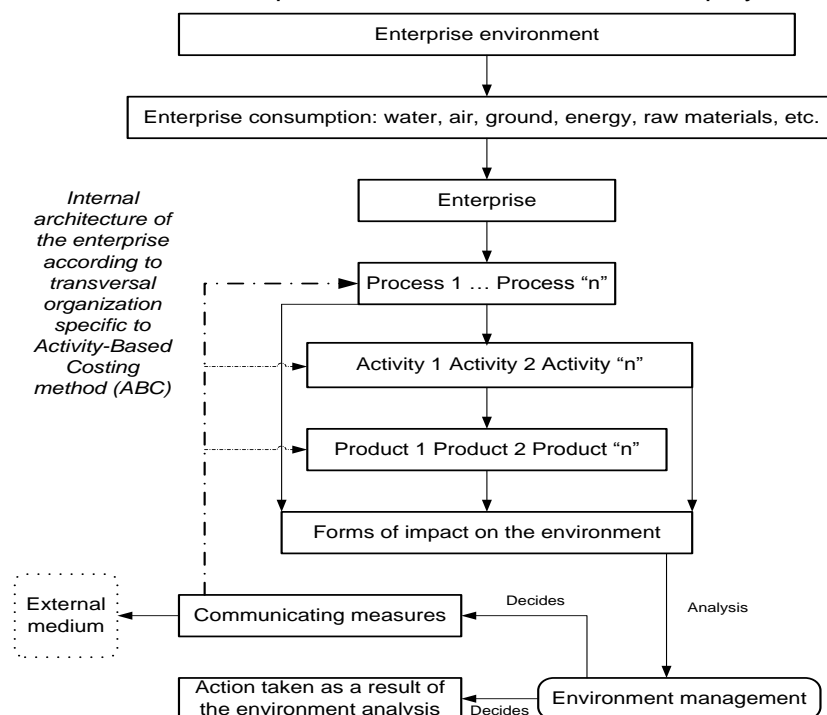 Enterprise environment
Enterprise consumption: water, air, ground, energy, raw materials, etc.
Enterprise
Internal
architecture of
the enterprise
according to
transversal
organization
specific to
Activity-Based
Costing
method (ABC)
Process 1 … Process “n”
Activity 1 Activity 2 Activity “n”
Product 1 Product 2 Product “n”
Forms of impact on the environment
External
medium
Communicating measures
Decides
Analysis
Action taken as a result of
the environment analysis
Decides
Environment management